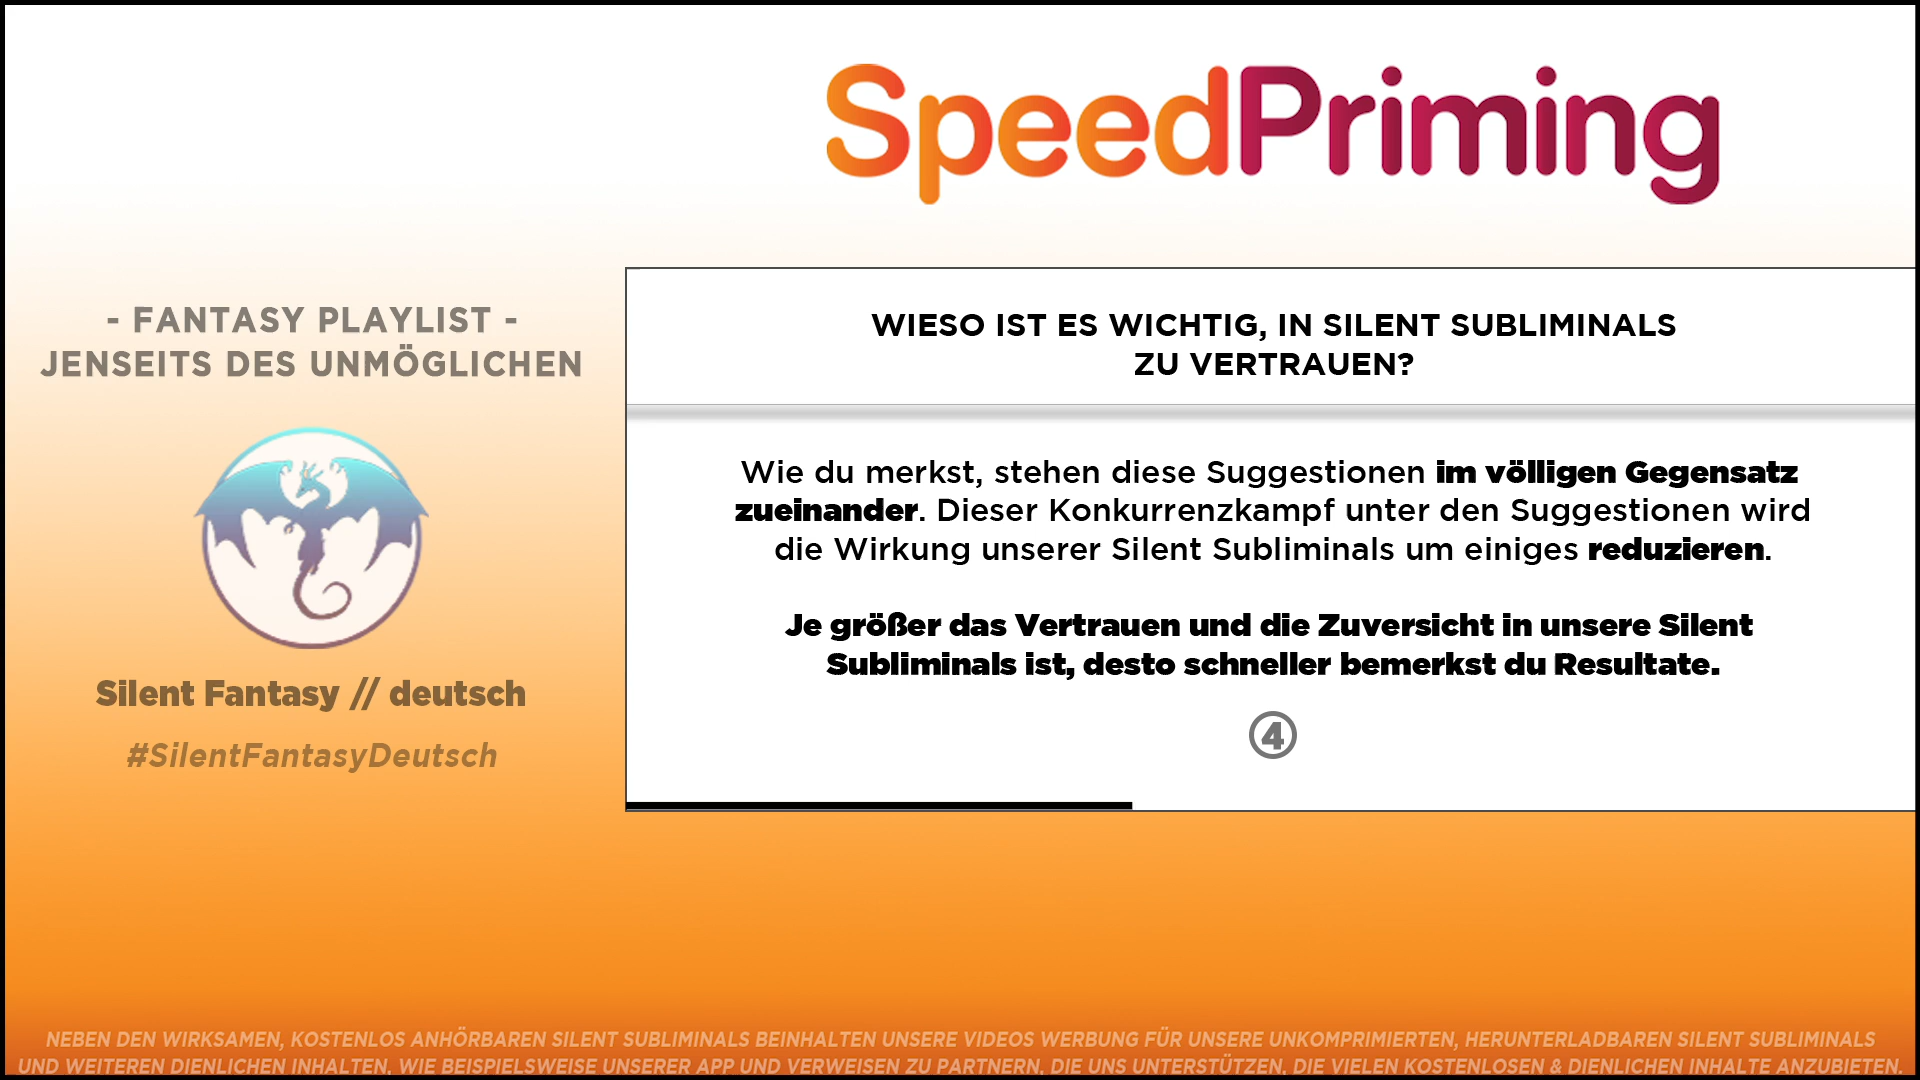 SpeedPriming
- FANTASY PLAYLIST -
JENSEITS DES UNMÖGLICHEN
Silent Fantasy // deutsch
#SilentFantasyDeutsch
WIESO IST ES WICHTIG, IN SILENT SUBLIMINALS
ZU VERTRAUEN?
Wie du merkst, stehen diese Suggestionen im völligen Gegensatz
zueinander. Dieser Konkurrenzkampf unter den Suggestionen wird
die Wirkung unserer Silent Subliminals um einiges reduzieren.
Je größer das Vertrauen und die Zuversicht in unsere Silent
Subliminals ist, desto schneller bemerkst du Resultate.
④
NEBEN DEN WIRKSAMEN, KOSTENLOS ANHÖRBAREN SILENT SUBLIMINALS BEINHALTEN UNSERE VIDEOS WERBUNG FÜR UNSERE UNKOMPRIMIERTEN, HERUNTERLADBAREN SILENT SUBLIMINALS
UND WEITEREN DIENLICHEN INHALTEN, WIE BEISPIELSWEISE UNSERER APP UND VERWEISEN ZU PARTNERN, DIE UNS UNTERSTÜTZEN, DIE VIELEN KOSTENLOSEN & DIENLICHEN INHALTE ANZUBIETEN.